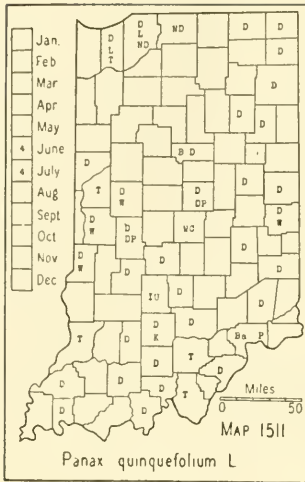 Jan.
Feb
Mar
Apr
May
4 June
4 July
Aug
Sept
Oct
Nov
Dec
D L T
D L ND
ND
D D
D
D
D D
B D
D
D
T
D W
D DP
D
D W
D W
D DP
MC
D
D W
D
D
IU
D
D
D
T
D
D K
D
Ba P
T
D
D
D
D
D
D
D
T
Miles
0 50
MAP 1511
Panax quinquefolium L